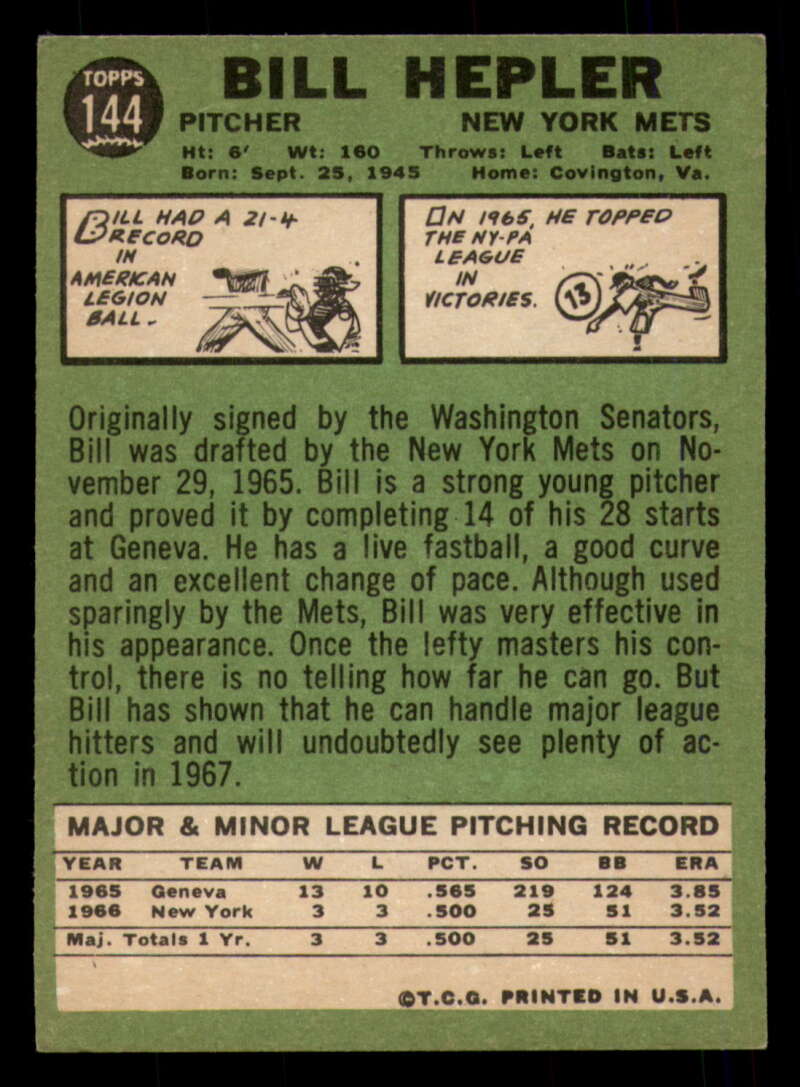 TOPPS
144
BILL HEPLER
PITCHER NEW YORK METS
Ht: 6' Wt: 160 Throws: Left Bats: Left
Born: Sept. 25, 1945 Home: Covington, Va.
BILL HAD A 21-4
RECORD
IN
AMERICAN
LEGION
BALL.
IN 1965, HE TOPPED
THE NY-PA
LEAGUE
IN
VICTORIES.
13
Originally signed by the Washington Senators,
Bill was drafted by the New York Mets on No-
vember 29, 1965. Bill is a strong young pitcher
and proved it by completing 14 of his 28 starts
at Geneva. He has a live fastball, a good curve
and an excellent change of pace. Although used
sparingly by the Mets, Bill was very effective in
his appearance. Once the lefty masters his con-
trol, there is no telling how far he can go. But
Bill has shown that he can handle major league
hitters and will undoubtedly see plenty of ac-
tion in 1967.
MAJOR & MINOR LEAGUE PITCHING RECORD
YEAR TEAM W L PCT. SO BB ERA
1965 Geneva 13 10 .565 219 124 3.85
1966 New York 3 3 .500 25 51 3.52
Maj. Totals 1 Yr. 3 3 .500 25 51 3.52
©T.C.G. PRINTED IN U.S.A.